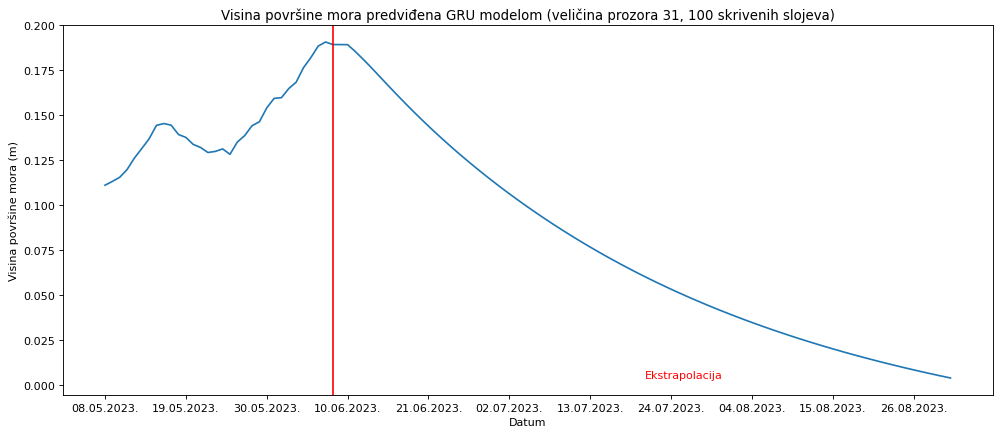 Visina površine mora predviđena GRU modelom (veličina prozora 31, 100 skrivenih slojeva)
Visina površine mora (m)
0.200
0.175
0.150
0.125
0.100
0.075
0.050
0.025
0.000
Ekstrapolacija
08.05.2023. 19.05.2023. 30.05.2023. 10.06.2023. 21.06.2023. 02.07.2023. 13.07.2023. 24.07.2023. 04.08.2023. 15.08.2023. 26.08.2023.
Datum